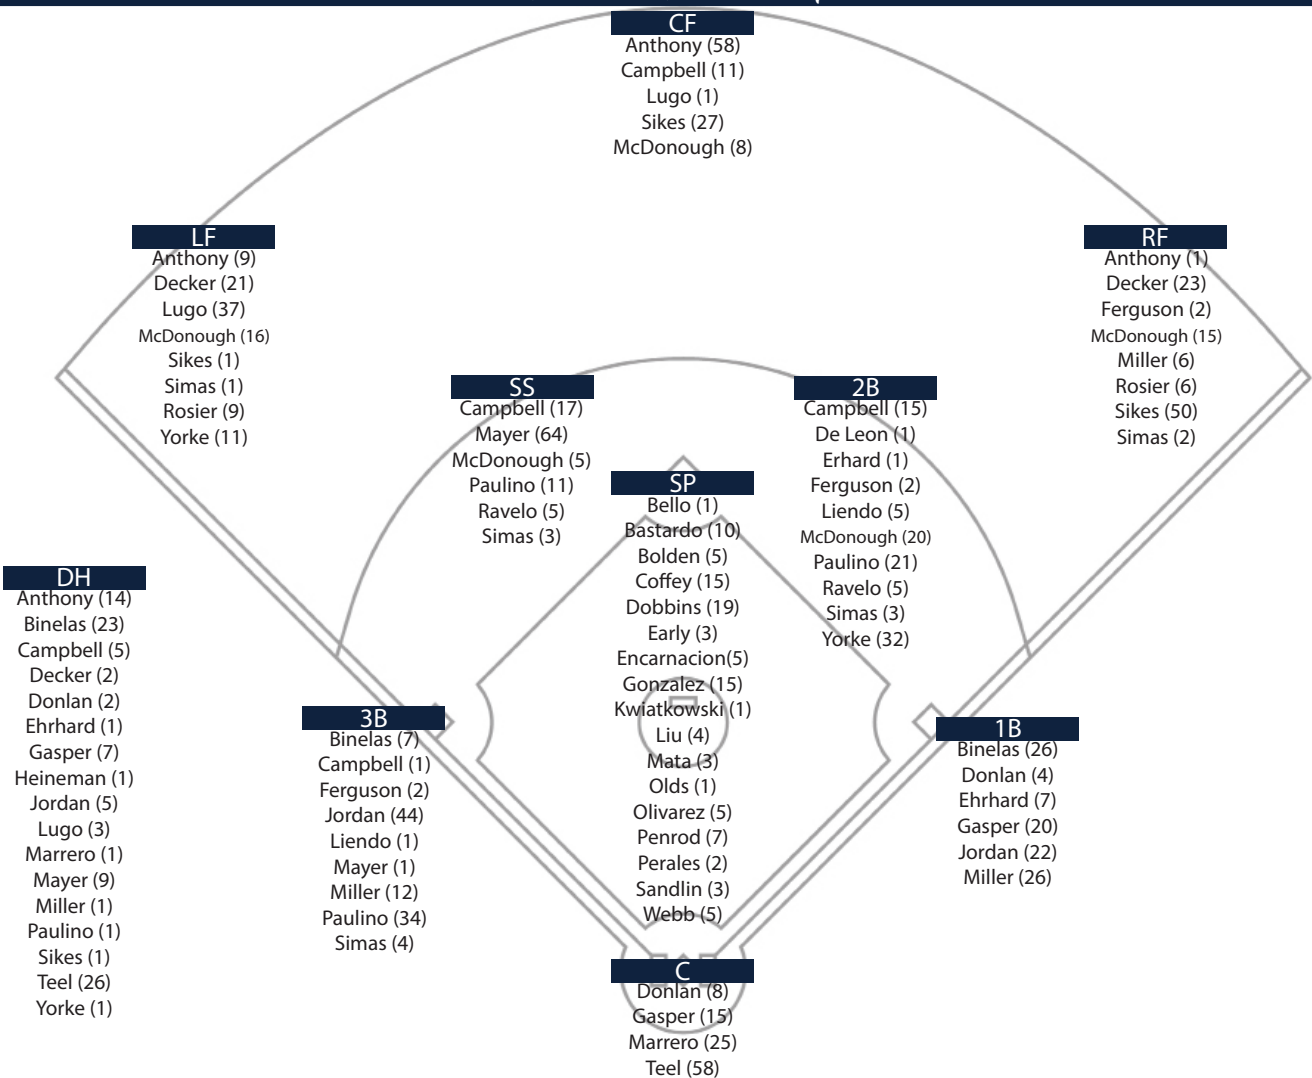 CF
Anthony (58)
Campbell (11)
Lugo (1)
Sikes (27)
McDonough (8)
LF
Anthony (9)
Decker (21)
Lugo (37)
McDonough (16)
Sikes (1)
Simas (1)
Rosier (9)
Yorke (11)
RF
Anthony (1)
Decker (23)
Ferguson (2)
McDonough (15)
Miller (6)
Rosier (6)
Sikes (50)
Simas (2)
SS
Campbell (17)
Mayer (64)
McDonough (5)
Paulino (11)
Ravelo (5)
Simas (3)
2B
Campbell (15)
De Leon (1)
Erhard (1)
Ferguson (2)
Liendo (5)
McDonough (20)
Paulino (21)
Ravelo (5)
Simas (3)
Yorke (32)
SP
Bello (1)
Bastardo (10)
Bolden (5)
Coffey (15)
Dobbins (19)
Early (3)
Encarnacion(5)
Gonzalez (15)
Kwiatkowski (1)
Liu (4)
Mata (3)
Olds (1)
Olivarez (5)
Penrod (7)
Perales (2)
Sandlin (3)
Webb (5)
DH
Anthony (14)
Binelas (23)
Campbell (5)
Decker (2)
Donlan (2)
Ehrhard (1)
Gasper (7)
Heineman (1)
Jordan (5)
Lugo (3)
Marrero (1)
Mayer (9)
Miller (1)
Paulino (1)
Sikes (1)
Teel (26)
Yorke (1)
3B
Binelas (7)
Campbell (1)
Ferguson (2)
Jordan (44)
Liendo (1)
Mayer (1)
Miller (12)
Paulino (34)
Simas (4)
1B
Binelas (26)
Donlan (4)
Ehrhard (7)
Gasper (20)
Jordan (22)
Miller (26)
C
Donlan (8)
Gasper (15)
Marrero (25)
Teel (58)